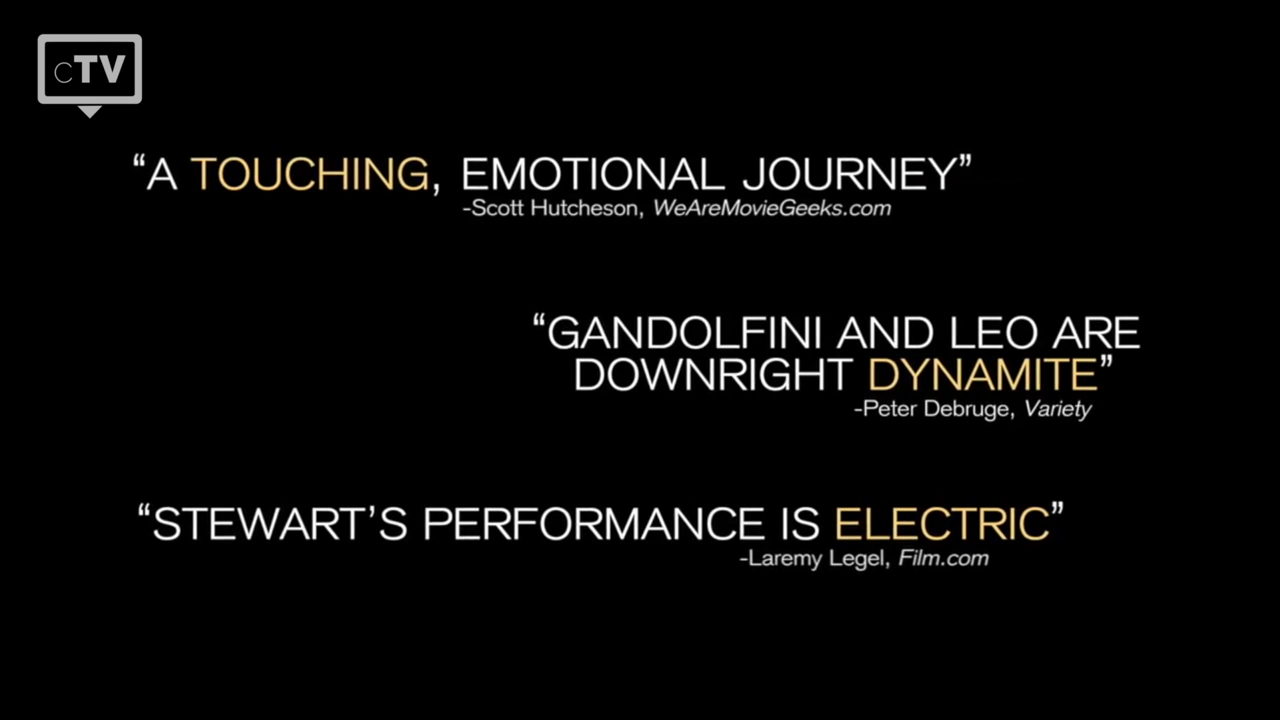 cTV
“A TOUCHING, EMOTIONAL JOURNEY”
-Scott Hutcheson, WeAreMovieGeeks.com
“GANDOLFINI AND LEO ARE
DOWNRIGHT DYNAMITE”
-Peter Debruge, Variety
“STEWART’S PERFORMANCE IS ELECTRIC”
-Laremy Legel, Film.com